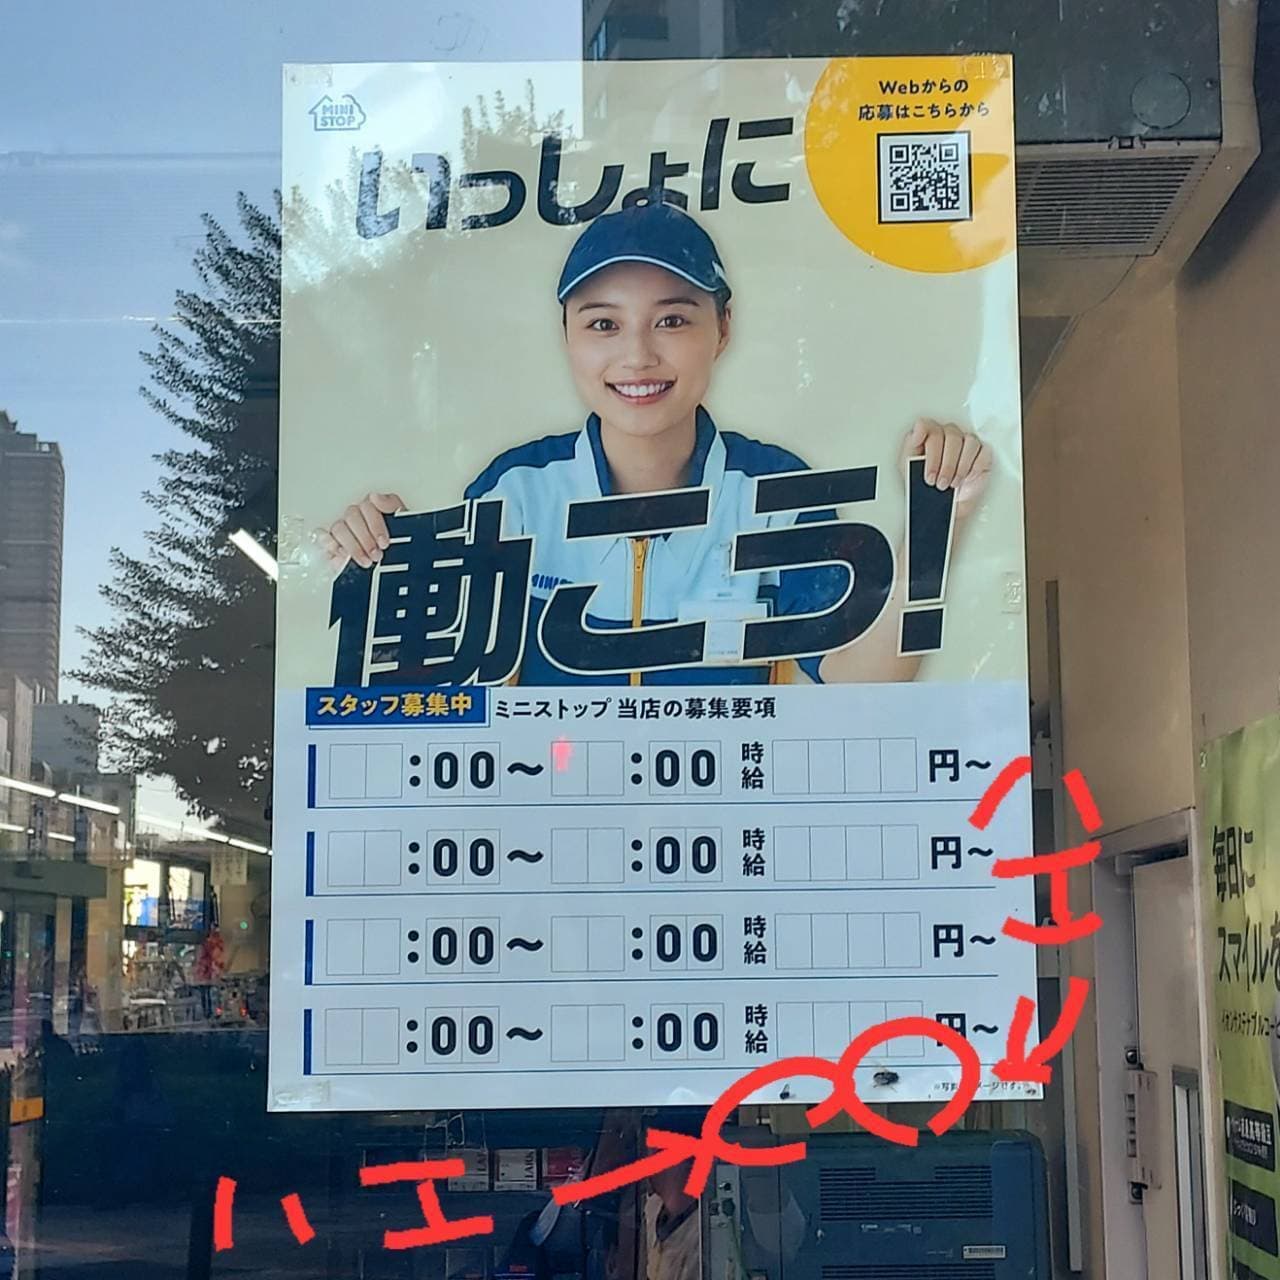 MINI STOP
Webからの
応募はこちらから
いっしょに
働こう!
スタッフ募集中 ミニストップ 当店の募集要項
:00～ :00 時給 円～
:00～ :00 時給 円～
:00～ :00 時給 円～
:00～ :00 時給 円～
ハエ
ハエ
毎日に
スマイルを
LARK